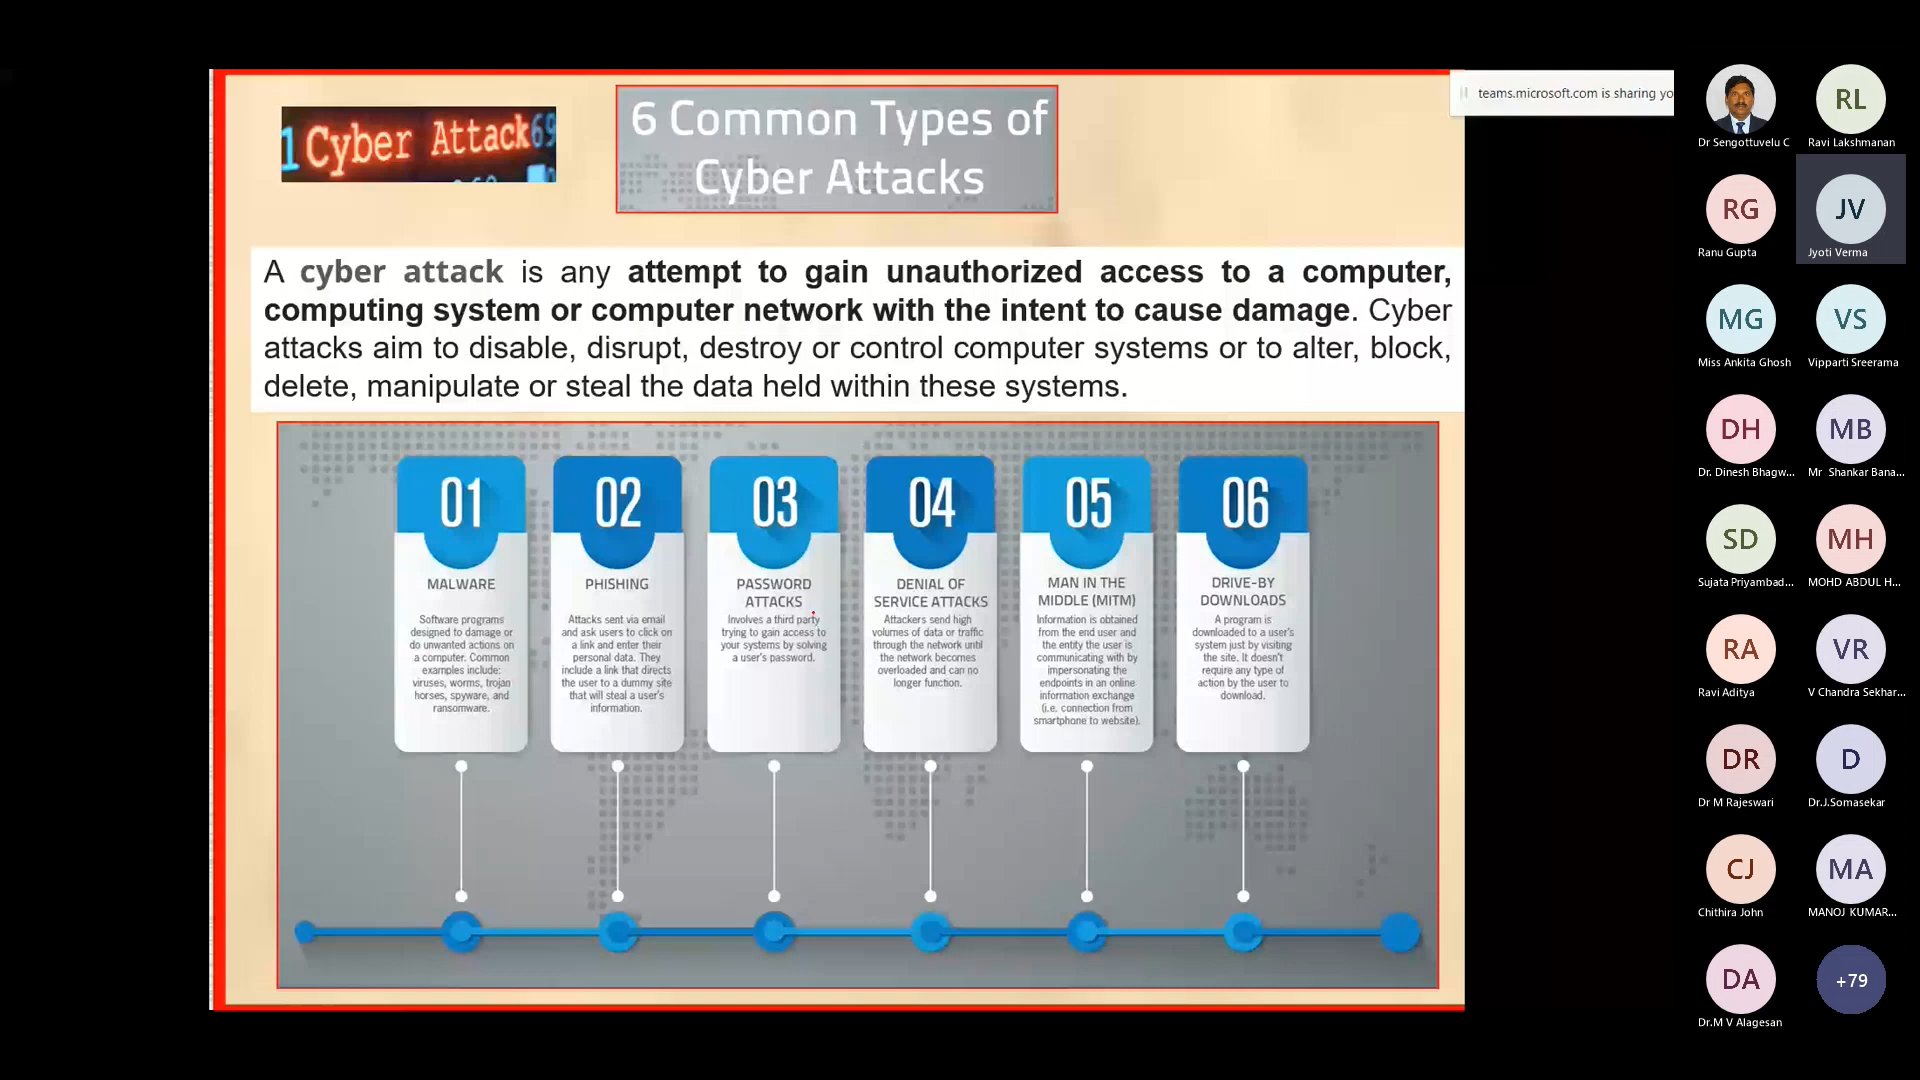 1 Cyber Attack69
6 Common Types of
Cyber Attacks
A cyber attack is any attempt to gain unauthorized access to a computer,
computing system or computer network with the intent to cause damage. Cyber
attacks aim to disable, disrupt, destroy or control computer systems or to alter, block,
delete, manipulate or steal the data held within these systems.
01
MALWARE
Software programs
designed to damage or
do unwanted actions on
a computer. Common
examples include:
viruses, worms, trojan
horses, spyware, and
ransomware.
02
PHISHING
Attacks sent via email
and ask users to click on
a link and enter their
personal data. They
include a link that directs
the user to a dummy site
that will steal a user's
information.
03
PASSWORD
ATTACKS
Involves a third party
trying to gain access to
your systems by solving
a user's password.
04
DENIAL OF
SERVICE ATTACKS
Attackers send high
volumes of data or traffic
through the network until
the network becomes
overloaded and can no
longer function.
05
MAN IN THE
MIDDLE (MITM)
Information is obtained
from the end user and
the entity the user is
communicating with by
impersonating the
endpoints in an online
information exchange
(i.e. connection from
smartphone to website).
06
DRIVE-BY
DOWNLOADS
A program is
downloaded to a user's
system just by visiting
the site. It doesn't
require any type of
action by the user to
download.
teams.microsoft.com is sharing yo
Dr Sengottuvelu C
RL
Ravi Lakshmanan
RG
Ranu Gupta
JV
Jyoti Verma
MG
Miss Ankita Ghosh
VS
Vipparti Sreerama
DH
Dr. Dinesh Bhagw...
MB
Mr Shankar Bana...
SD
Sujata Priyambad...
MH
MOHD ABDUL H...
RA
Ravi Aditya
VR
V Chandra Sekhar...
DR
Dr M Rajeswari
D
Dr.J.Somasekar
CJ
Chithira John
MA
MANOJ KUMAR...
DA
Dr.M V Alagesan
+79